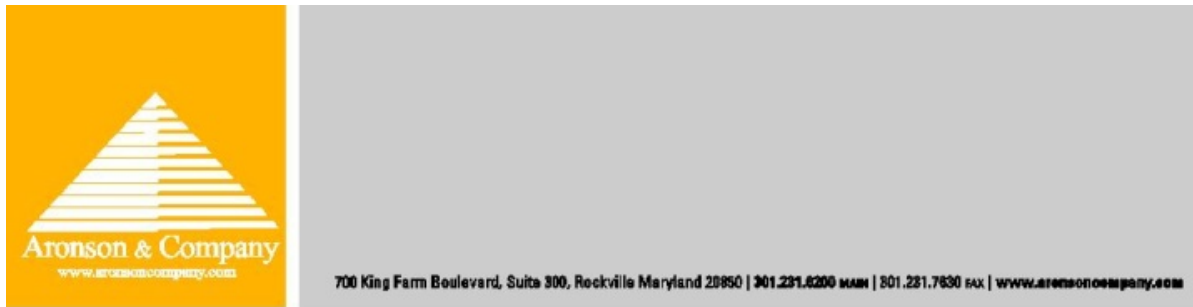 Aronson & Company
www.aronsoncompany.com
700 King Farm Boulevard, Suite 300, Rockville Maryland 20850 | 301.231.6200 MAIN | 301.231.7630 FAX | www.aronsoncompany.com